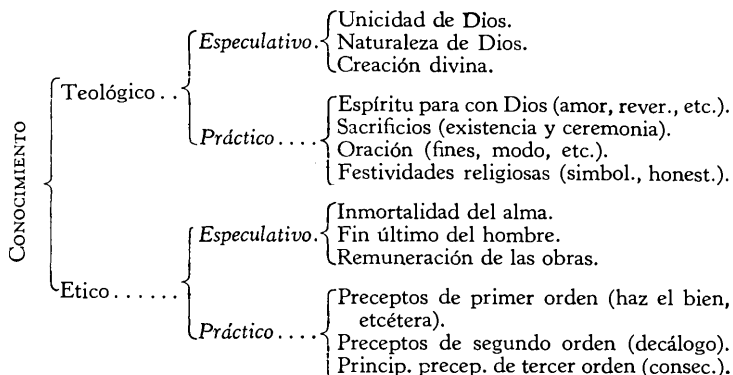 CONOCIMIENTO
Teológico . .
Especulativo.
Unicidad de Dios.
Naturaleza de Dios.
Creación divina.
Práctico . . . .
Espíritu para con Dios (amor, rever., etc.).
Sacrificios (existencia y ceremonia).
Oración (fines, modo, etc.).
Festividades religiosas (simbol., honest.).
Etico . . . . . .
Especulativo.
Inmortalidad del alma.
Fin último del hombre.
Remuneración de las obras.
Práctico . . . .
Preceptos de primer orden (haz el bien,
etcétera).
Preceptos de segundo orden (decálogo).
Princip. precep. de tercer orden (consec.).